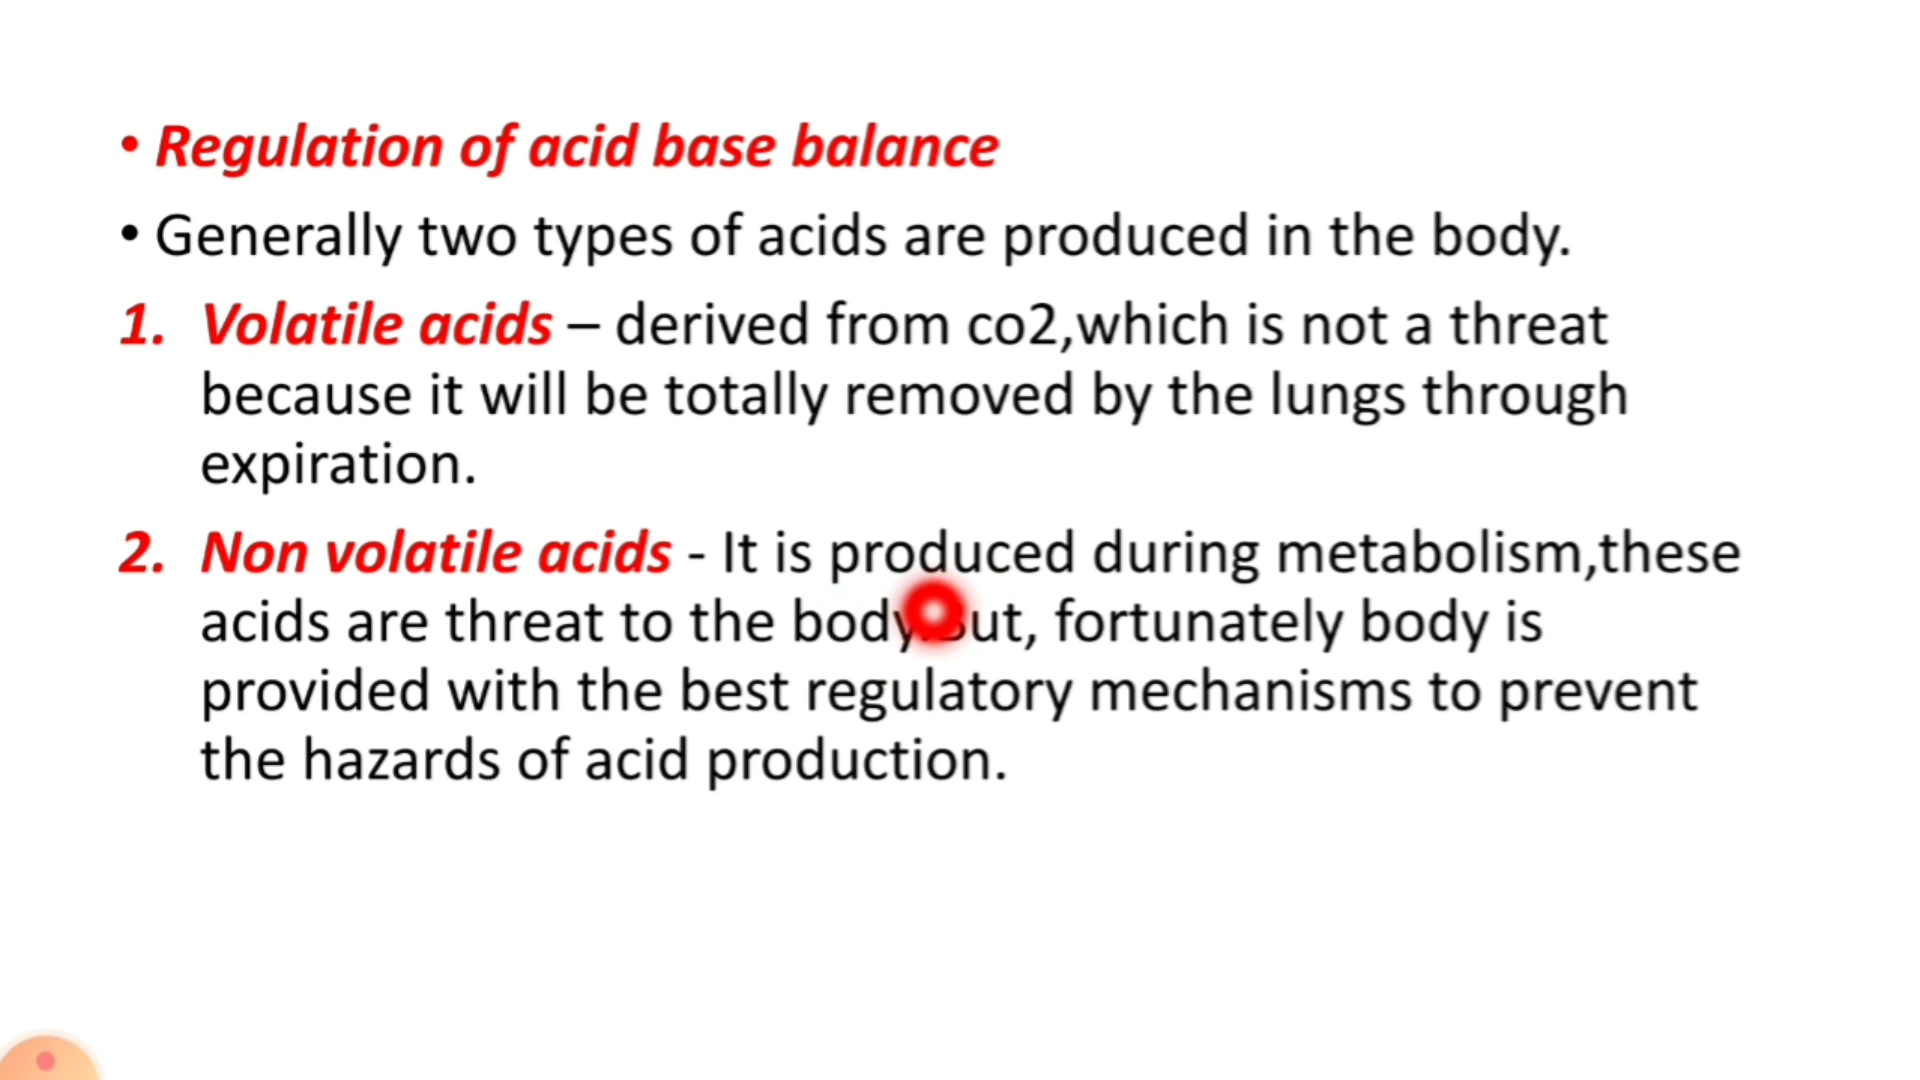 • Regulation of acid base balance
• Generally two types of acids are produced in the body.
1. Volatile acids – derived from co2,which is not a threat
because it will be totally removed by the lungs through
expiration.
2. Non volatile acids - It is produced during metabolism,these
acids are threat to the body. But, fortunately body is
provided with the best regulatory mechanisms to prevent
the hazards of acid production.